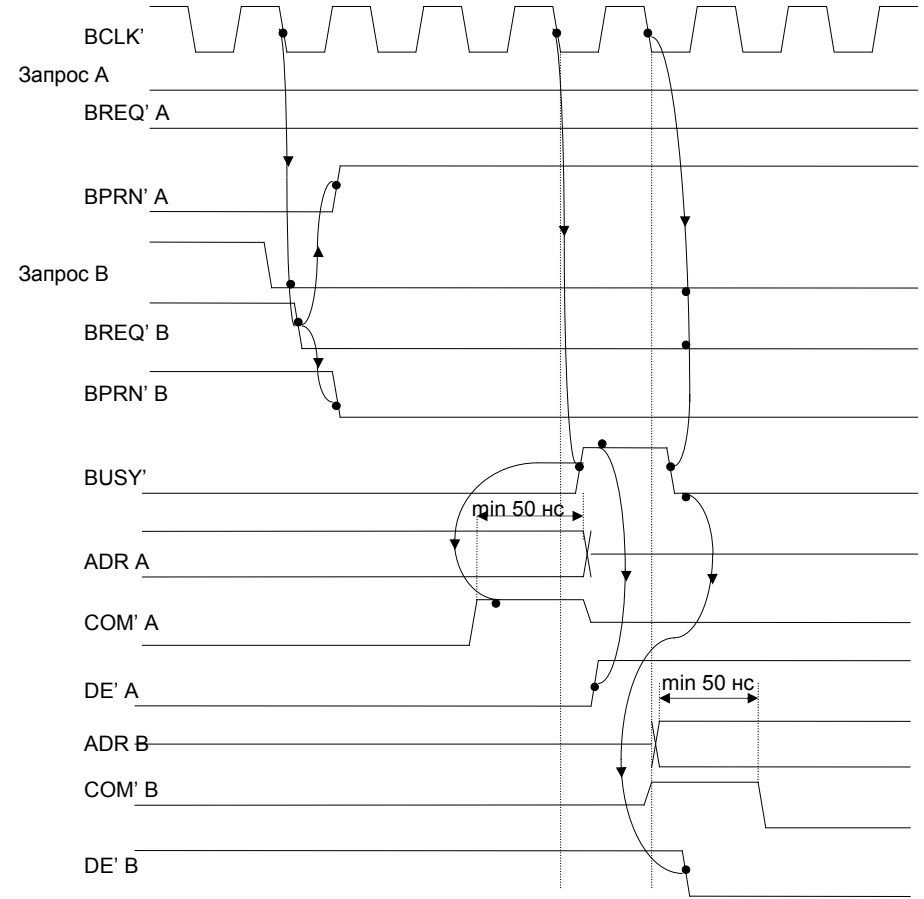 BCLK’
Запрос A
BREQ’ A
BPRN’ A
Запрос B
BREQ’ B
BPRN’ B
BUSY’
min 50 нс
ADR A
COM’ A
DE’ A
min 50 нс
ADR B
COM’ B
DE’ B